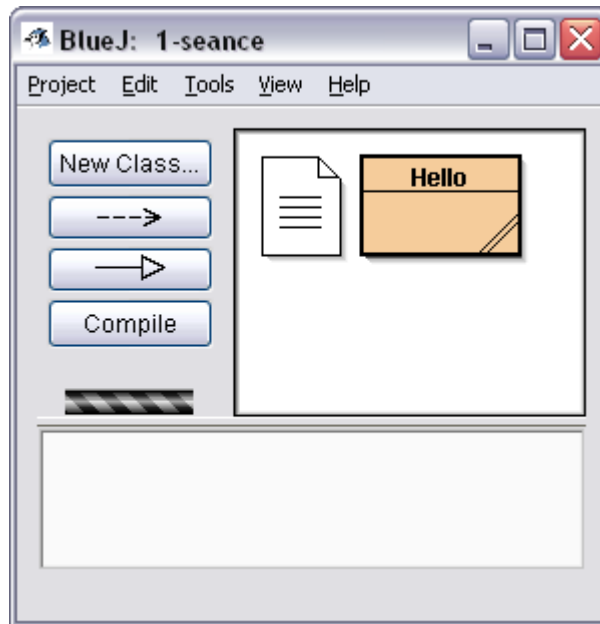 BlueJ: 1-seance
Project Edit Tools View Help
New Class...
Hello
Compile